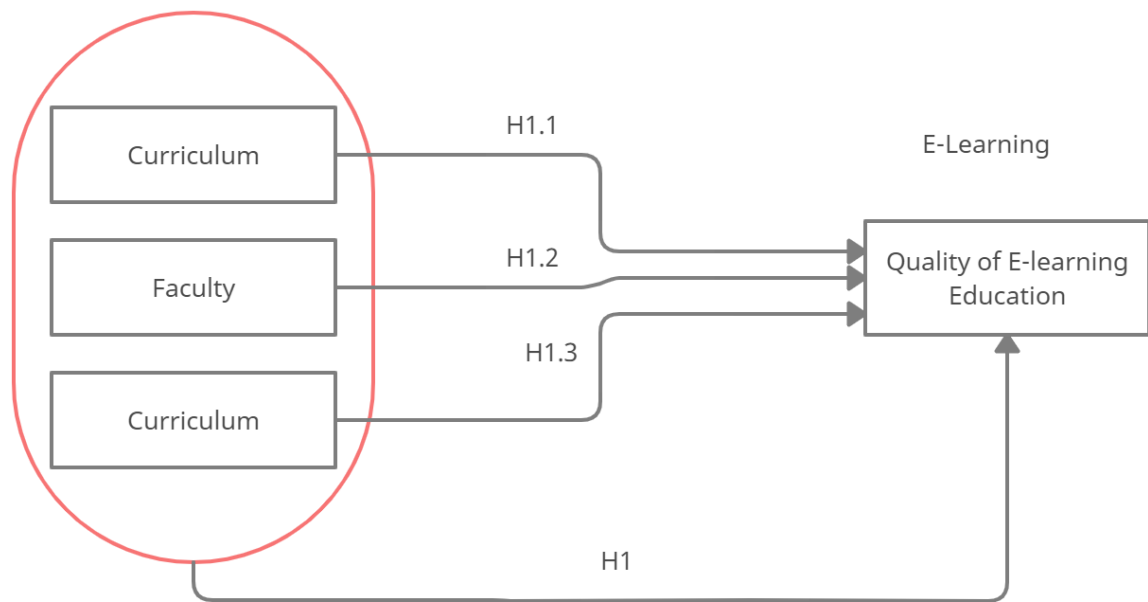 H1.1
E-Learning
Curriculum
H1.2
Quality of E-learning
Education
Faculty
H1.3
Curriculum
H1